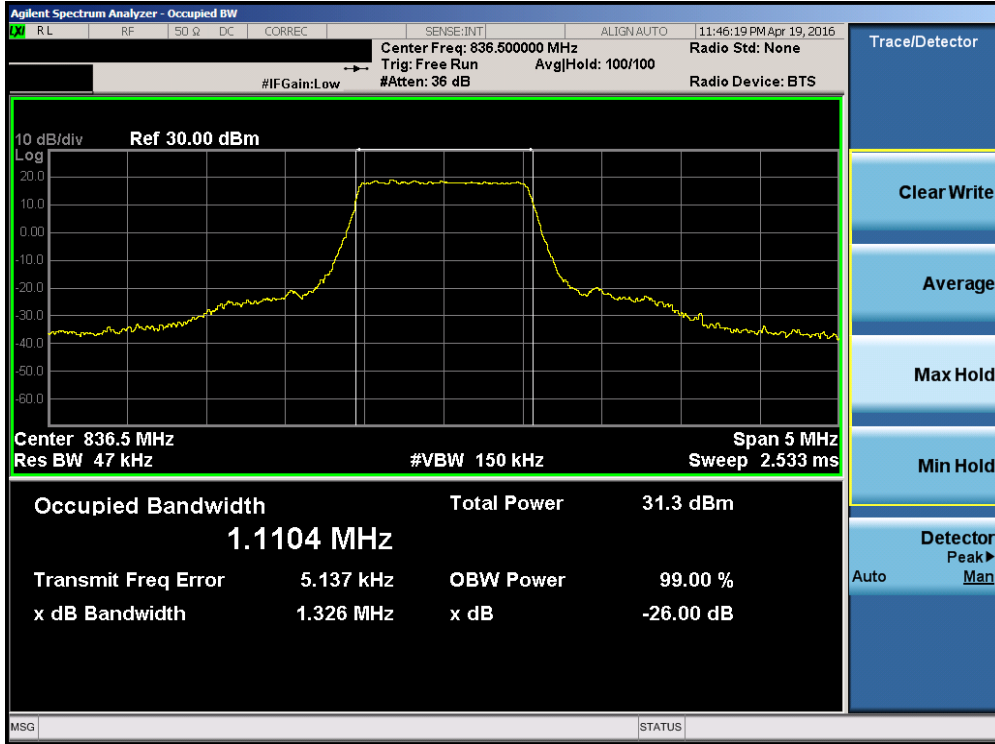 Agilent Spectrum Analyzer - Occupied BW
LXI RL RF 50 Ω DC CORREC SENSE:INT ALIGN AUTO 11:46:19 PM Apr 19, 2016
Center Freq: 836.500000 MHz Radio Std: None
Trig: Free Run Avg|Hold: 100/100
#IFGain:Low #Atten: 36 dB Radio Device: BTS
10 dB/div Ref 30.00 dBm
Log
20.0
10.0
0.00
-10.0
-20.0
-30.0
-40.0
-50.0
-60.0
Center 836.5 MHz Span 5 MHz
Res BW 47 kHz #VBW 150 kHz Sweep 2.533 ms
Occupied Bandwidth Total Power 31.3 dBm
1.1104 MHz
Transmit Freq Error 5.137 kHz OBW Power 99.00 %
x dB Bandwidth 1.326 MHz x dB -26.00 dB
MSG STATUS
Trace/Detector
Clear Write
Average
Max Hold
Min Hold
Detector
Peak▶
Auto Man